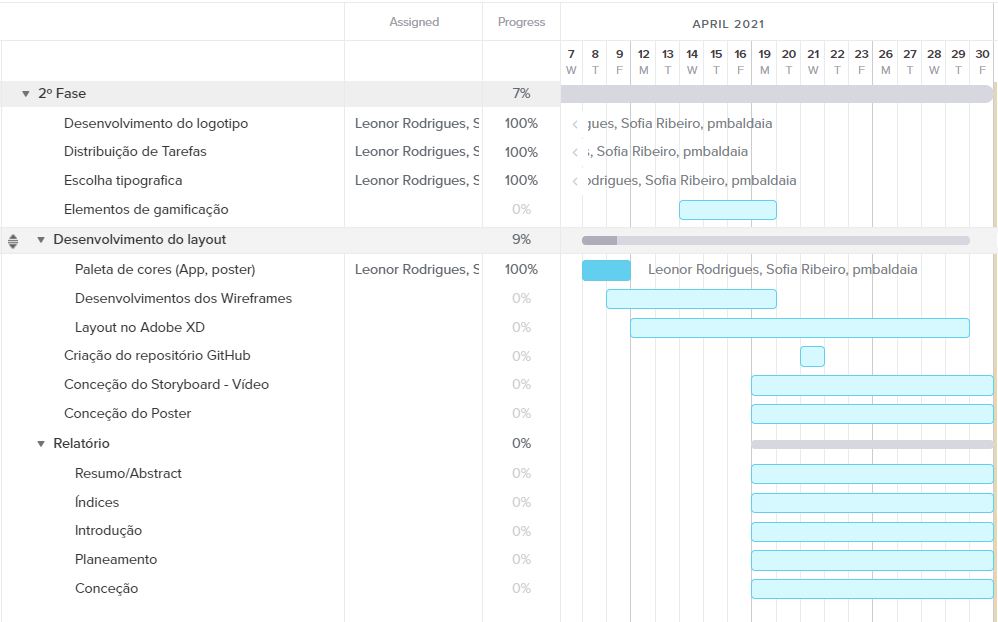 Assigned Progress APRIL 2021
7 8 9 12 13 14 15 16 19 20 21 22 23 26 27 28 29 30
W T F M T W T F M T W T F M T W T F
2º Fase 7%
Desenvolvimento do logotipo Leonor Rodrigues, S 100% gues, Sofia Ribeiro, pmbaldaia
Distribuição de Tarefas Leonor Rodrigues, S 100% s, Sofia Ribeiro, pmbaldaia
Escolha tipografica Leonor Rodrigues, S 100% odrigues, Sofia Ribeiro, pmbaldaia
Elementos de gamificação 0%
Desenvolvimento do layout 9%
Paleta de cores (App, poster) Leonor Rodrigues, S 100% Leonor Rodrigues, Sofia Ribeiro, pmbaldaia
Desenvolvimentos dos Wireframes 0%
Layout no Adobe XD 0%
Criação do repositório GitHub 0%
Conceção do Storyboard - Vídeo 0%
Conceção do Poster 0%
Relatório 0%
Resumo/Abstract 0%
Índices 0%
Introdução 0%
Planeamento 0%
Conceção 0%